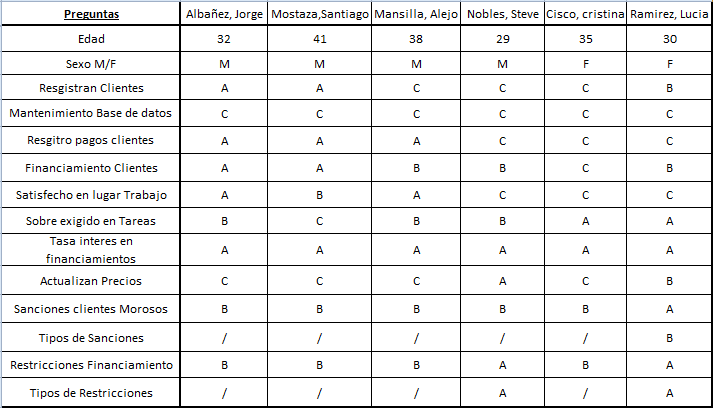 Preguntas Albañez, Jorge Mostaza,Santiago Mansilla, Alejo Nobles, Steve Cisco, cristina Ramirez, Lucia
Edad 32 41 38 29 35 30
Sexo M/F M M M M F F
Resgistran Clientes A A C C C B
Mantenimiento Base de datos C C C C C C
Resgitro pagos clientes A A A C C C
Financiamiento Clientes A A B B C B
Satisfecho en lugar Trabajo A B A C C C
Sobre exigido en Tareas B C B B A A
Tasa interes en
financiamientos A A A A A A
Actualizan Precios C C C A C B
Sanciones clientes Morosos B B B B B A
Tipos de Sanciones / / / / / B
Restricciones Financiamiento B B B A B A
Tipos de Restricciones / / / A / A